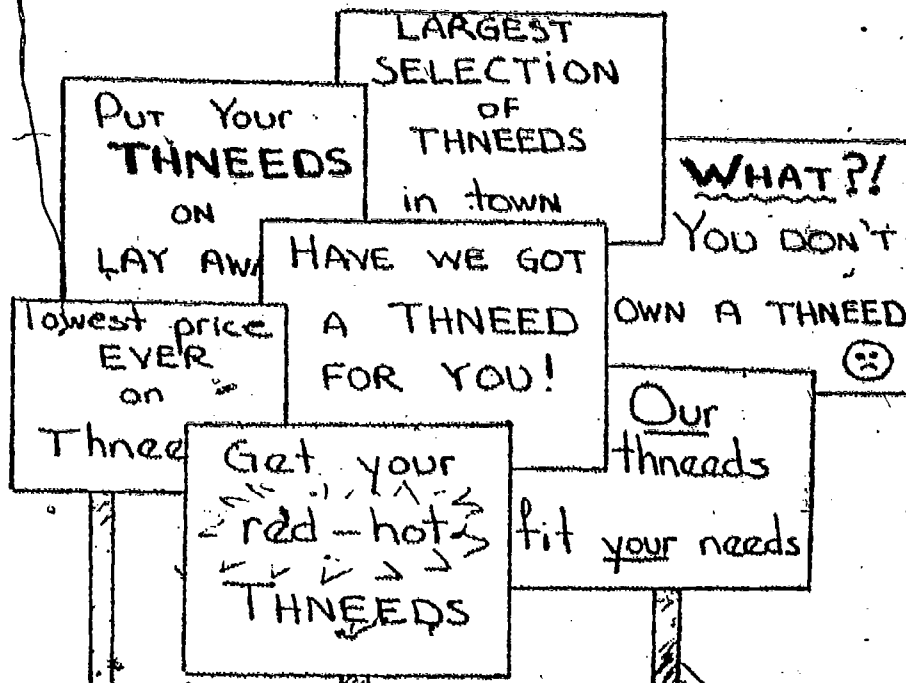 LARGEST
SELECTION
OF
THNEEDS
in town
PUT YOUR
THNEEDS
ON
LAY AW
WHAT?!
YOU DON'T
OWN A THNEED
HAVE WE GOT
A THNEED
FOR YOU!
lowest price
EVER
on
Thnee
Our
thneeds
fit your needs
Get your
red-hot
THNEEDS